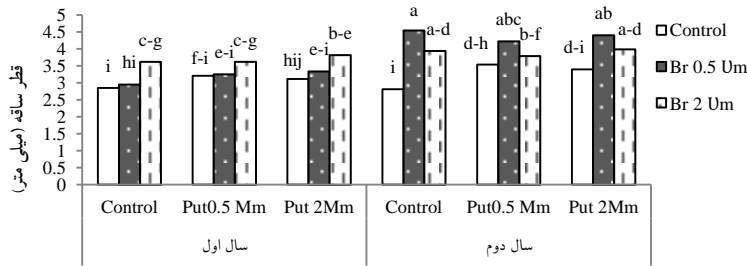 قطر ساقه (میلی متر)
5
4.5
4
3.5
3
2.5
2
1.5
1
0.5
0
i hi c-g f-i e-i c-g hij e-i b-e i a a-d d-h abc b-f d-i ab a-d
Control Put0.5 Mm Put 2Mm Control Put0.5 Mm Put 2Mm
سال اول سال دوم
Control
Br 0.5 Um
Br 2 Um